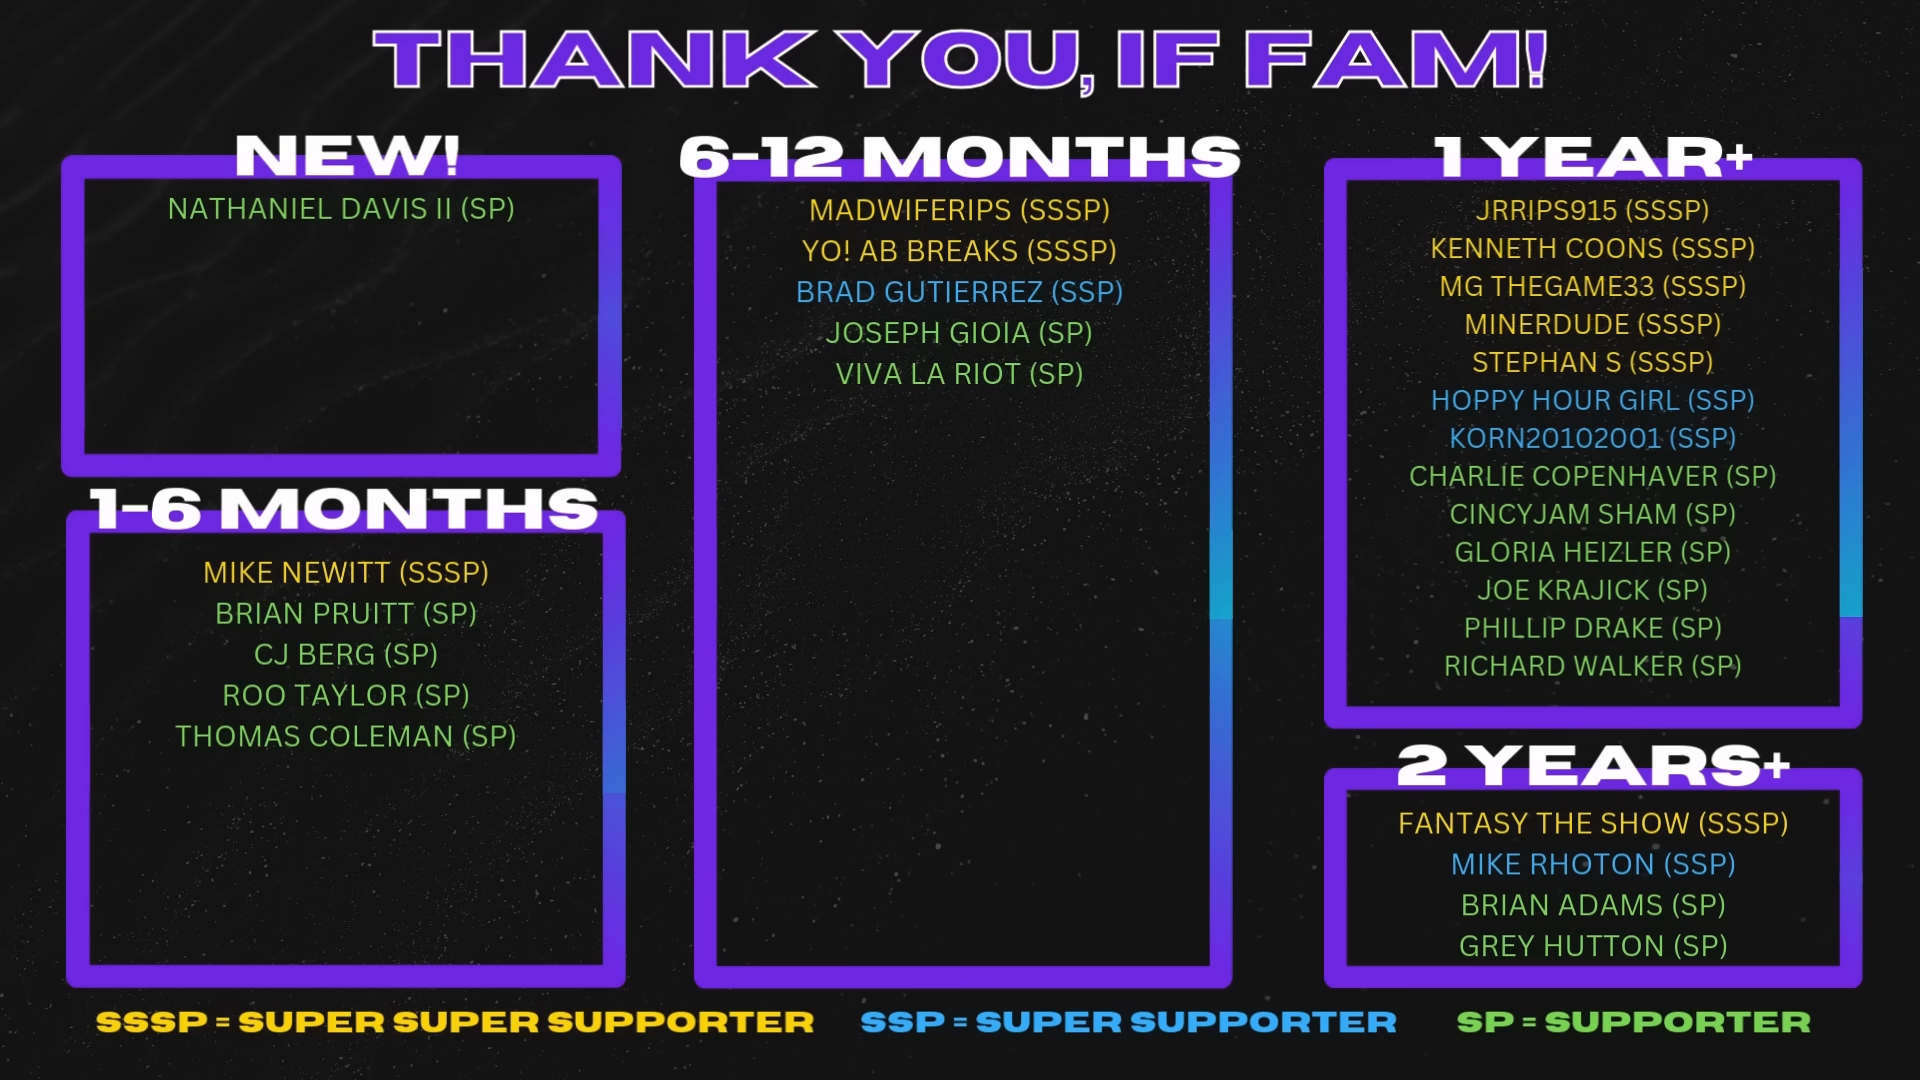 THANK YOU, IF FAM!
NEW!
NATHANIEL DAVIS II (SP)
1-6 MONTHS
MIKE NEWITT (SSSP)
BRIAN PRUITT (SP)
CJ BERG (SP)
ROO TAYLOR (SP)
THOMAS COLEMAN (SP)
6-12 MONTHS
MADWIFERIPS (SSSP)
YO! AB BREAKS (SSSP)
BRAD GUTIERREZ (SSP)
JOSEPH GIOIA (SP)
VIVA LA RIOT (SP)
1 YEAR+
JRRIPS915 (SSSP)
KENNETH COONS (SSSP)
MG THEGAME33 (SSSP)
MINERDUDE (SSSP)
STEPHAN S (SSSP)
HOPPY HOUR GIRL (SSP)
KORN20102001 (SSP)
CHARLIE COPENHAVER (SP)
CINCYJAM SHAM (SP)
GLORIA HEIZLER (SP)
JOE KRAJICK (SP)
PHILLIP DRAKE (SP)
RICHARD WALKER (SP)
2 YEARS+
FANTASY THE SHOW (SSSP)
MIKE RHOTON (SSP)
BRIAN ADAMS (SP)
GREY HUTTON (SP)
SSSP = SUPER SUPER SUPPORTER
SSP = SUPER SUPPORTER
SP = SUPPORTER